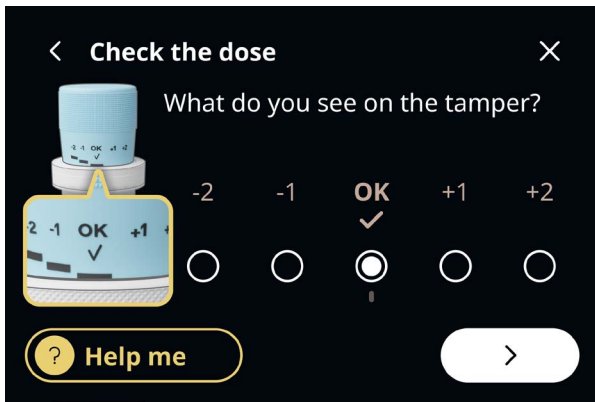 Check the dose
What do you see on the tamper?
-2 -1 OK +1 +2
-2 -1 OK +1 +2
-2 -1 OK +1
? Help me